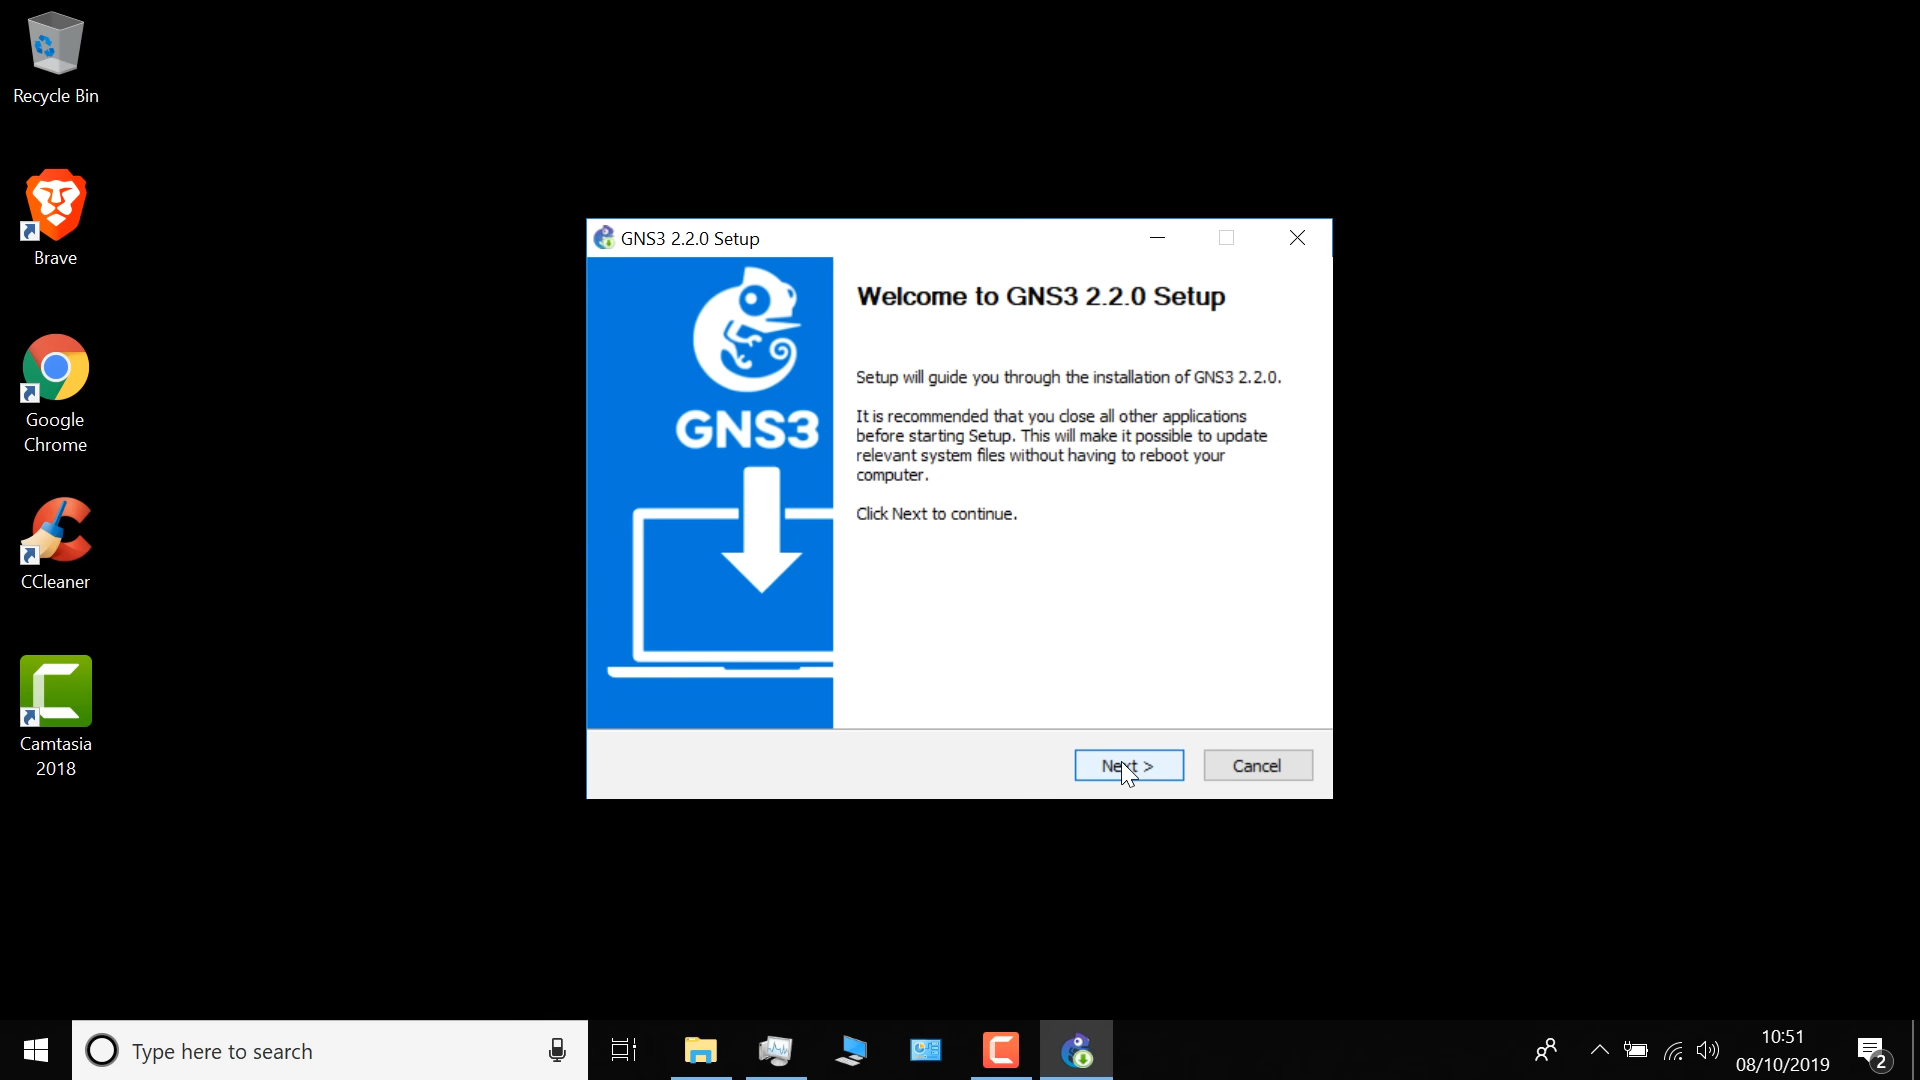 Recycle Bin
Brave
Google
Chrome
CCleaner
Camtasia
2018
GNS3 2.2.0 Setup
GNS3
Welcome to GNS3 2.2.0 Setup
Setup will guide you through the installation of GNS3 2.2.0.
It is recommended that you close all other applications
before starting Setup. This will make it possible to update
relevant system files without having to reboot your
computer.
Click Next to continue.
Next >
Cancel
Type here to search
10:51
08/10/2019
2